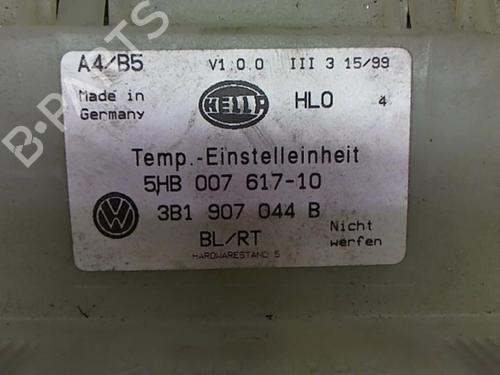 A4/B5 V1.0.0 III 3 15/99
Made in Germany
HELLA
HLO 4
Temp.-Einstelleinheit
5HB 007 617-10
3B1 907 044 B
BL/RT
Nicht werfen
HARDWARESTAND 5
B-PARTS